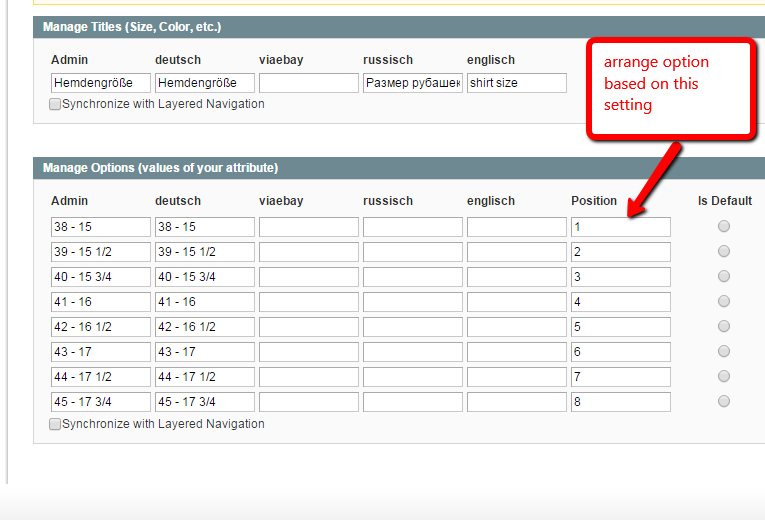 Manage Titles (Size, Color, etc.)
Admin deutsch viaebay russisch englisch
Hemdengröße Hemdengröße Размер рубашек shirt size
Synchronize with Layered Navigation
arrange option
based on this
setting
Manage Options (values of your attribute)
Admin deutsch viaebay russisch englisch Position Is Default
38 - 15 38 - 15 1
39 - 15 1/2 39 - 15 1/2 2
40 - 15 3/4 40 - 15 3/4 3
41 - 16 41 - 16 4
42 - 16 1/2 42 - 16 1/2 5
43 - 17 43 - 17 6
44 - 17 1/2 44 - 17 1/2 7
45 - 17 3/4 45 - 17 3/4 8
Synchronize with Layered Navigation